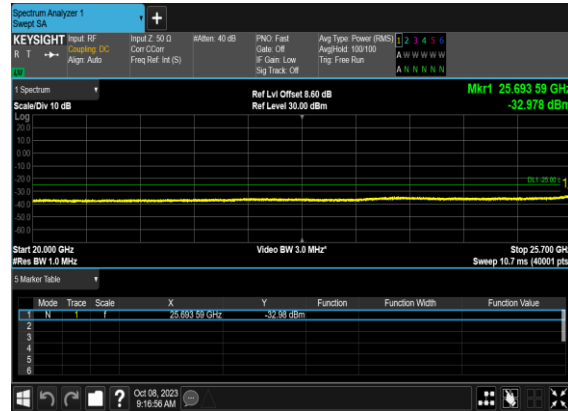 Spectrum Analyzer 1
Swept SA
KEYSIGHT Input: RF Input Z: 50 Ω #Atten: 40 dB PNO: Fast Avg Type: Power (RMS) 1 2 3 4 5 6
R T Coupling: DC Corr CCorr Gate: Off Avg|Hold: 100/100 A W W W W W
Align: Auto Freq Ref: Int (S) IF Gain: Low Trig: Free Run
Sig Track: Off A N N N N N
1 Spectrum Ref Lvl Offset 8.60 dB Mkr1 25.693 59 GHz
Scale/Div 10 dB Ref Level 30.00 dBm -32.978 dBm
Log
20.0
10.0
0.00
-10.0
-20.0
DL1 -25.00
1
-30.0
-40.0
-50.0
-60.0
Start 20.000 GHz Video BW 3.0 MHz* Stop 25.700 GHz
#Res BW 1.0 MHz Sweep 10.7 ms (40001 pts
5 Marker Table
Mode Trace Scale X Y Function Function Width Function Value
1 N 1 f 25.693 59 GHz -32.98 dBm
2
3
4
5
6
? Oct 08, 2023
9:16:56 AM